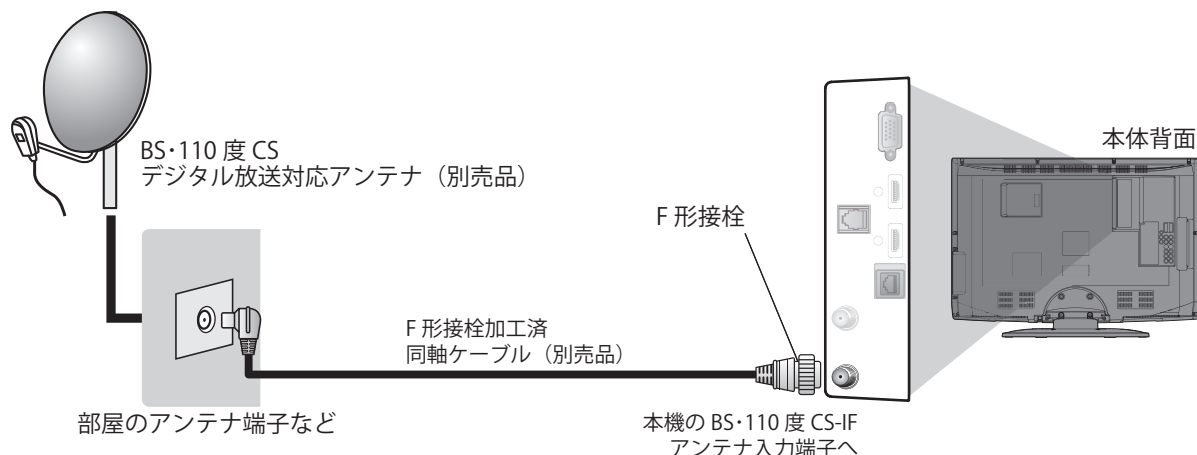 BS･110 度 CS
デジタル放送対応アンテナ（別売品）
本体背面
F 形接栓
F 形接栓加工済
同軸ケーブル（別売品）
部屋のアンテナ端子など
本機の BS･110 度 CS-IF
アンテナ入力端子へ